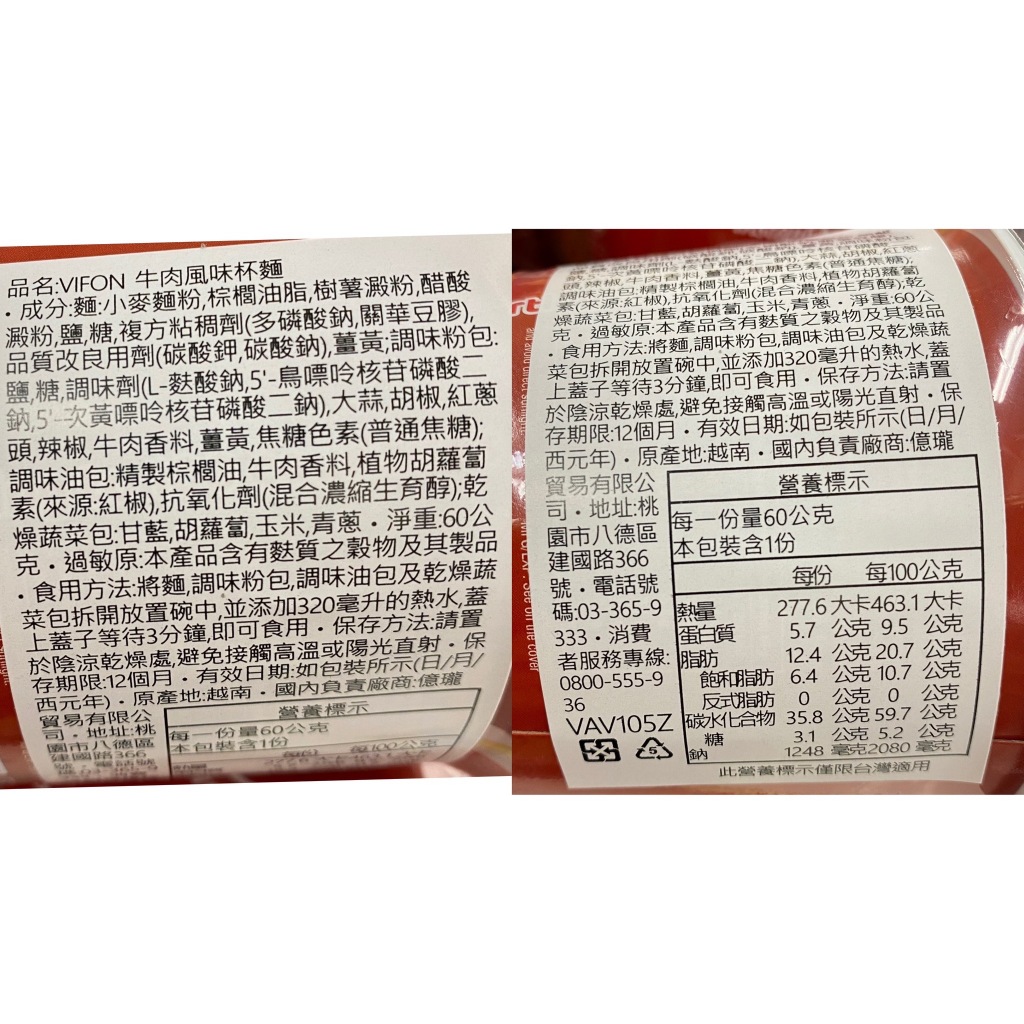 品名:VIFON 牛肉風味杯麵
・成分:麵:小麥麵粉,棕櫚油脂,樹薯澱粉,醋酸
澱粉,鹽,糖,複方粘稠劑(多磷酸鈉,關華豆膠),
品質改良用劑(碳酸鉀,碳酸鈉),薑黃;調味粉包:
鹽,糖,調味劑(L-麩酸鈉,5'-鳥嘌呤核苷磷酸二
鈉,5'-次黃嘌呤核苷磷酸二鈉),大蒜,胡椒,紅蔥
頭,辣椒,牛肉香料,薑黃,焦糖色素(普通焦糖);
調味油包:精製棕櫚油,牛肉香料,植物胡蘿蔔
素(來源:紅椒),抗氧化劑(混合濃縮生育醇);乾
燥蔬菜包:甘藍,胡蘿蔔,玉米,青蔥・淨重:60公
克・過敏原:本產品含有麩質之穀物及其製品
・食用方法:將麵,調味粉包,調味油包及乾燥蔬
菜包拆開放置碗中,並添加320毫升的熱水,蓋
上蓋子等待3分鐘,即可食用・保存方法:請置
於陰涼乾燥處,避免接觸高溫或陽光直射・保
存期限:12個月・有效日期:如包裝所示(日/月/
西元年)・原產地:越南・國內負責廠商:億瓏
貿易有限公
司・地址:桃
園市八德區
建國路366
營養標示
每一份量60公克
本包裝含1份
頭,辣椒,牛肉香料,薑黃,焦糖色素(普通焦糖);
調味油包:精製棕櫚油,牛肉香料,植物胡蘿蔔
素(來源:紅椒),抗氧化劑(混合濃縮生育醇);乾
燥蔬菜包:甘藍,胡蘿蔔,玉米,青蔥・淨重:60公
克・過敏原:本產品含有麩質之穀物及其製品
・食用方法:將麵,調味粉包,調味油包及乾燥蔬
菜包拆開放置碗中,並添加320毫升的熱水,蓋
上蓋子等待3分鐘,即可食用・保存方法:請置
於陰涼乾燥處,避免接觸高溫或陽光直射・保
存期限:12個月・有效日期:如包裝所示(日/月/
西元年)・原產地:越南・國內負責廠商:億瓏
貿易有限公
司・地址:桃
園市八德區
建國路366
號・電話號
碼:03-365-9
333・消費
者服務專線:
0800-555-9
36
VAV105Z
5
營養標示
每一份量60公克
本包裝含1份
每份 每100公克
熱量 277.6 大卡 463.1 大卡
蛋白質 5.7 公克 9.5 公克
脂肪 12.4 公克 20.7 公克
飽和脂肪 6.4 公克 10.7 公克
反式脂肪 0 公克 0 公克
碳水化合物 35.8 公克 59.7 公克
糖 3.1 公克 5.2 公克
鈉 1248 毫克 2080 毫克
此營養標示僅限台灣適用